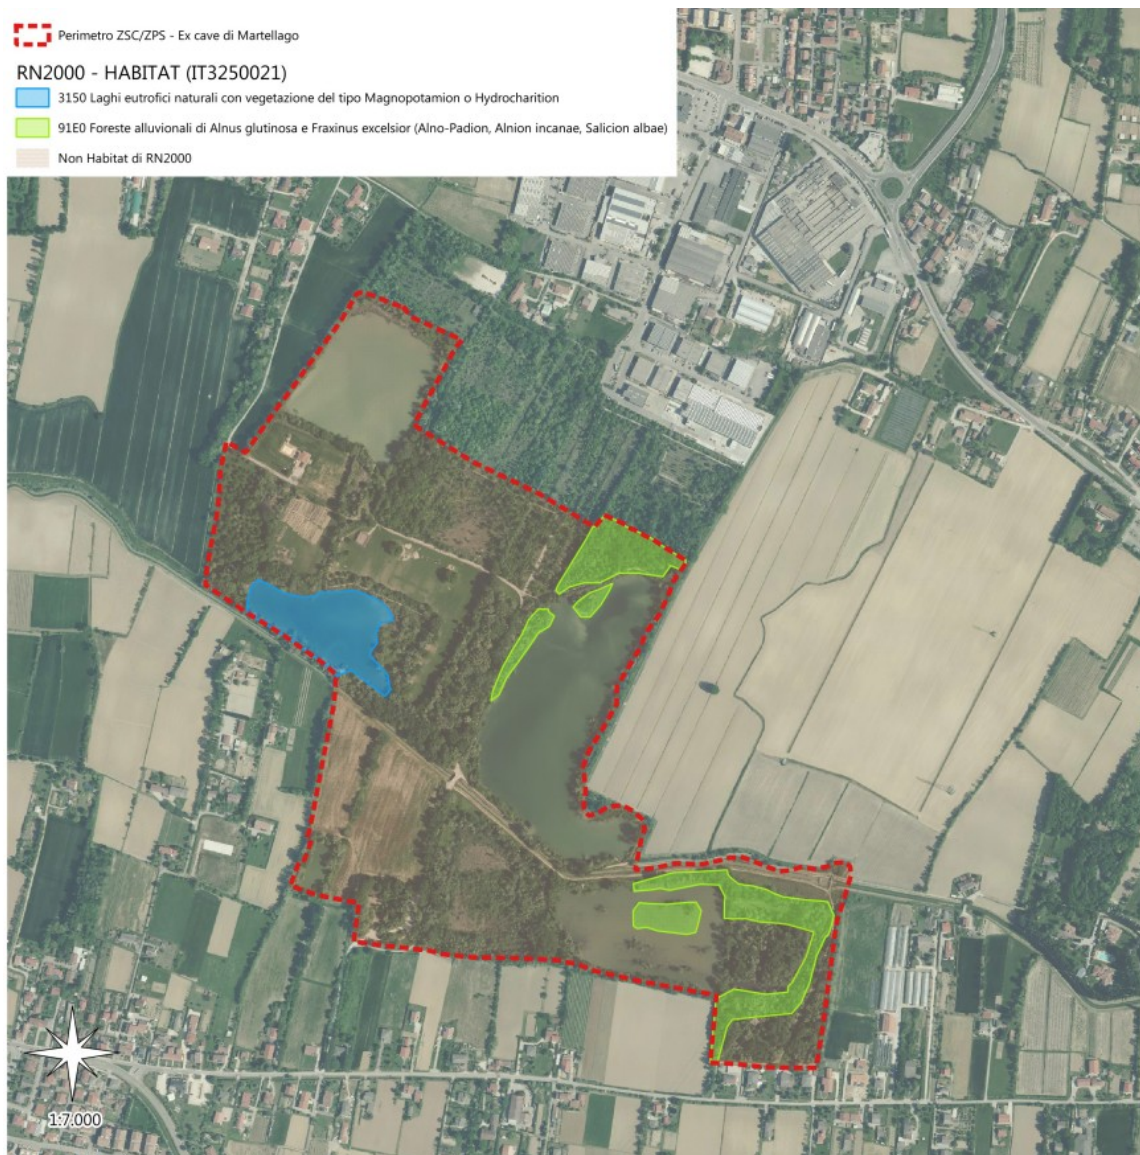 Perimetro ZSC/ZPS - Ex cave di Martellago
RN2000 - HABITAT (IT3250021)
3150 Laghi eutrofici naturali con vegetazione del tipo Magnopotamion o Hydrocharition
91E0 Foreste alluvionali di Alnus glutinosa e Fraxinus excelsior (Alno-Padion, Alnion incanae, Salicion albae)
Non Habitat di RN2000
1:7.000